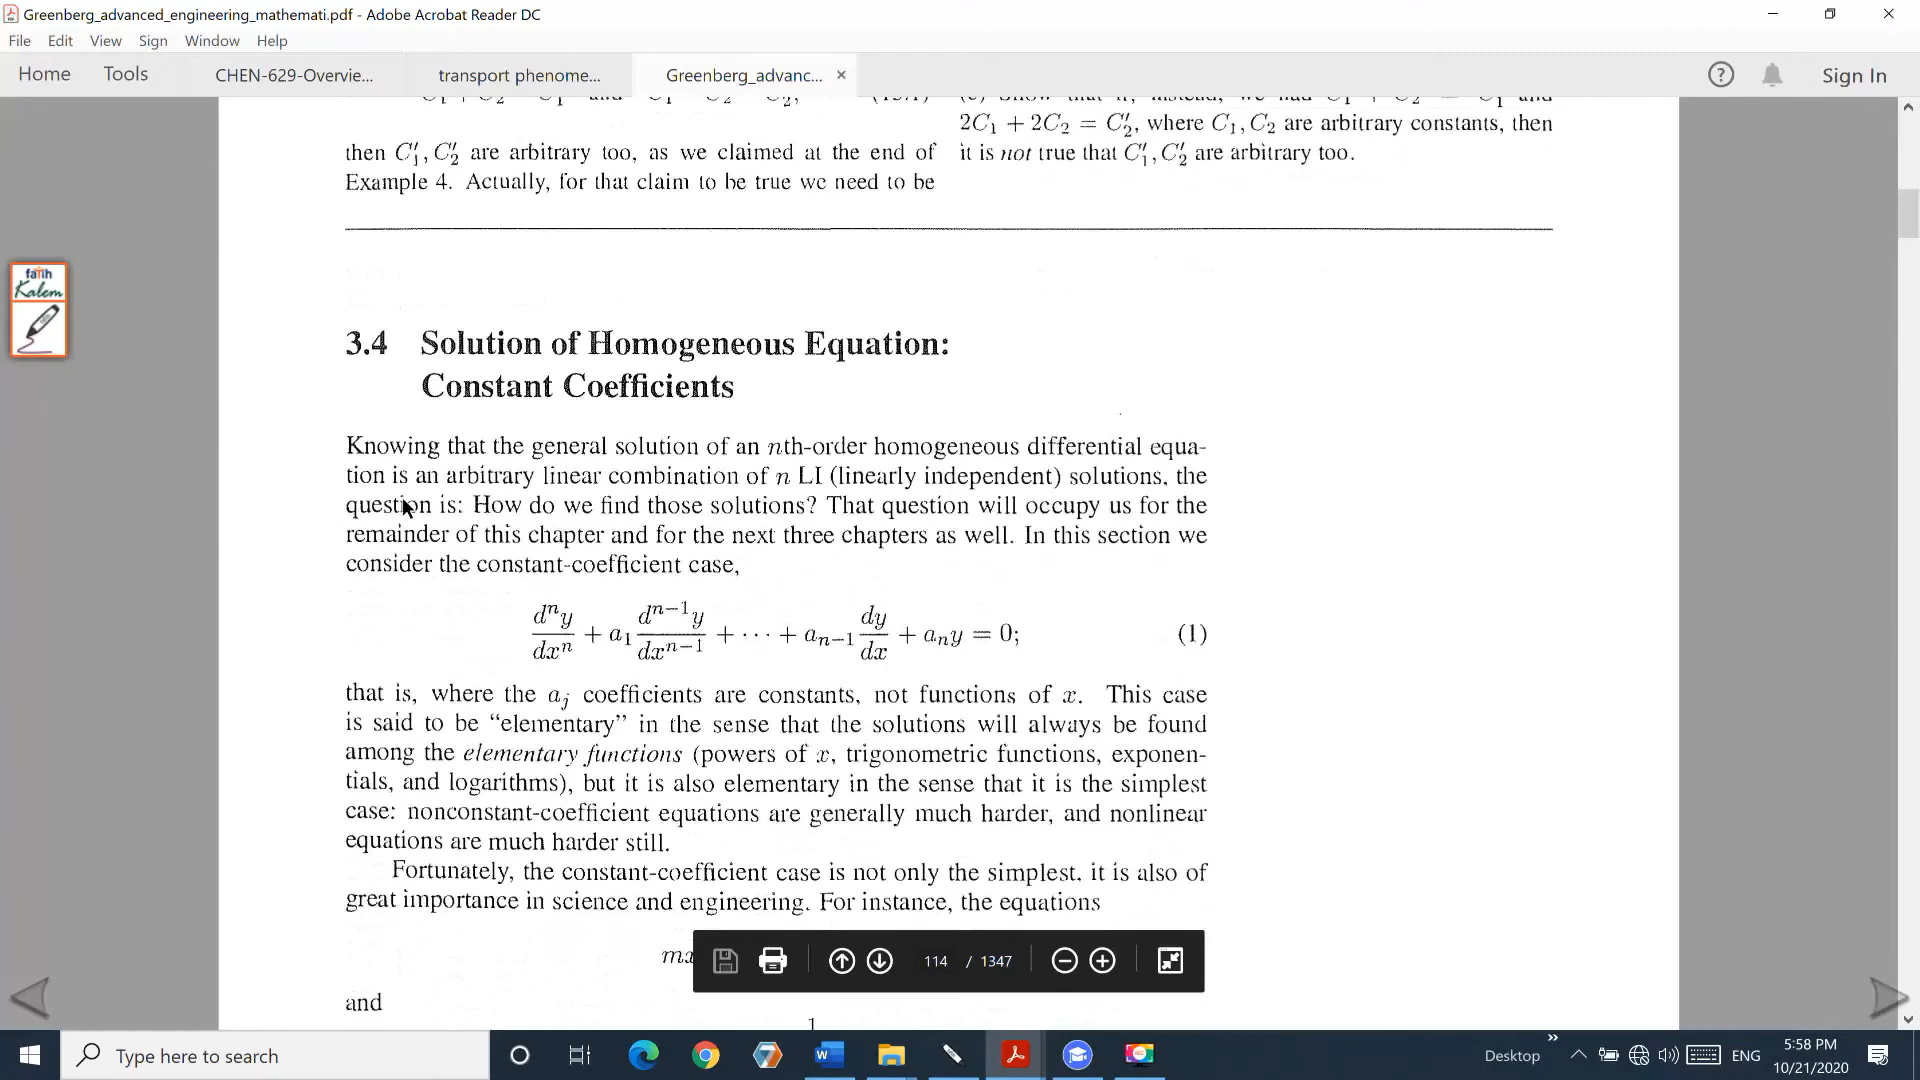 Greenberg_advanced_engineering_mathemati.pdf - Adobe Acrobat Reader DC
File Edit View Sign Window Help
Home Tools CHEN-629-Overvie... transport phenome... Greenberg_advanc... × ? Sign In
then C′₁, C′₂ are arbitrary too, as we claimed at the end of
Example 4. Actually, for that claim to be true we need to be
2C₁ + 2C₂ = C′₂, where C₁, C₂ are arbitrary constants, then
it is not true that C′₁, C′₂ are arbitrary too.
fatih
Kalem
3.4 Solution of Homogeneous Equation:
Constant Coefficients
Knowing that the general solution of an nth-order homogeneous differential equa-
tion is an arbitrary linear combination of n LI (linearly independent) solutions, the
question is: How do we find those solutions? That question will occupy us for the
remainder of this chapter and for the next three chapters as well. In this section we
consider the constant-coefficient case,
dⁿy/dxⁿ + a₁ dⁿ⁻¹y/dxⁿ⁻¹ + ··· + aₙ₋₁ dy/dx + aₙy = 0; (1)
that is, where the aⱼ coefficients are constants, not functions of x. This case
is said to be “elementary” in the sense that the solutions will always be found
among the elementary functions (powers of x, trigonometric functions, exponen-
tials, and logarithms), but it is also elementary in the sense that it is the simplest
case: nonconstant-coefficient equations are generally much harder, and nonlinear
equations are much harder still.
Fortunately, the constant-coefficient case is not only the simplest, it is also of
great importance in science and engineering. For instance, the equations
114 / 1347
and
1
Type here to search
Desktop
ENG
5:58 PM
10/21/2020